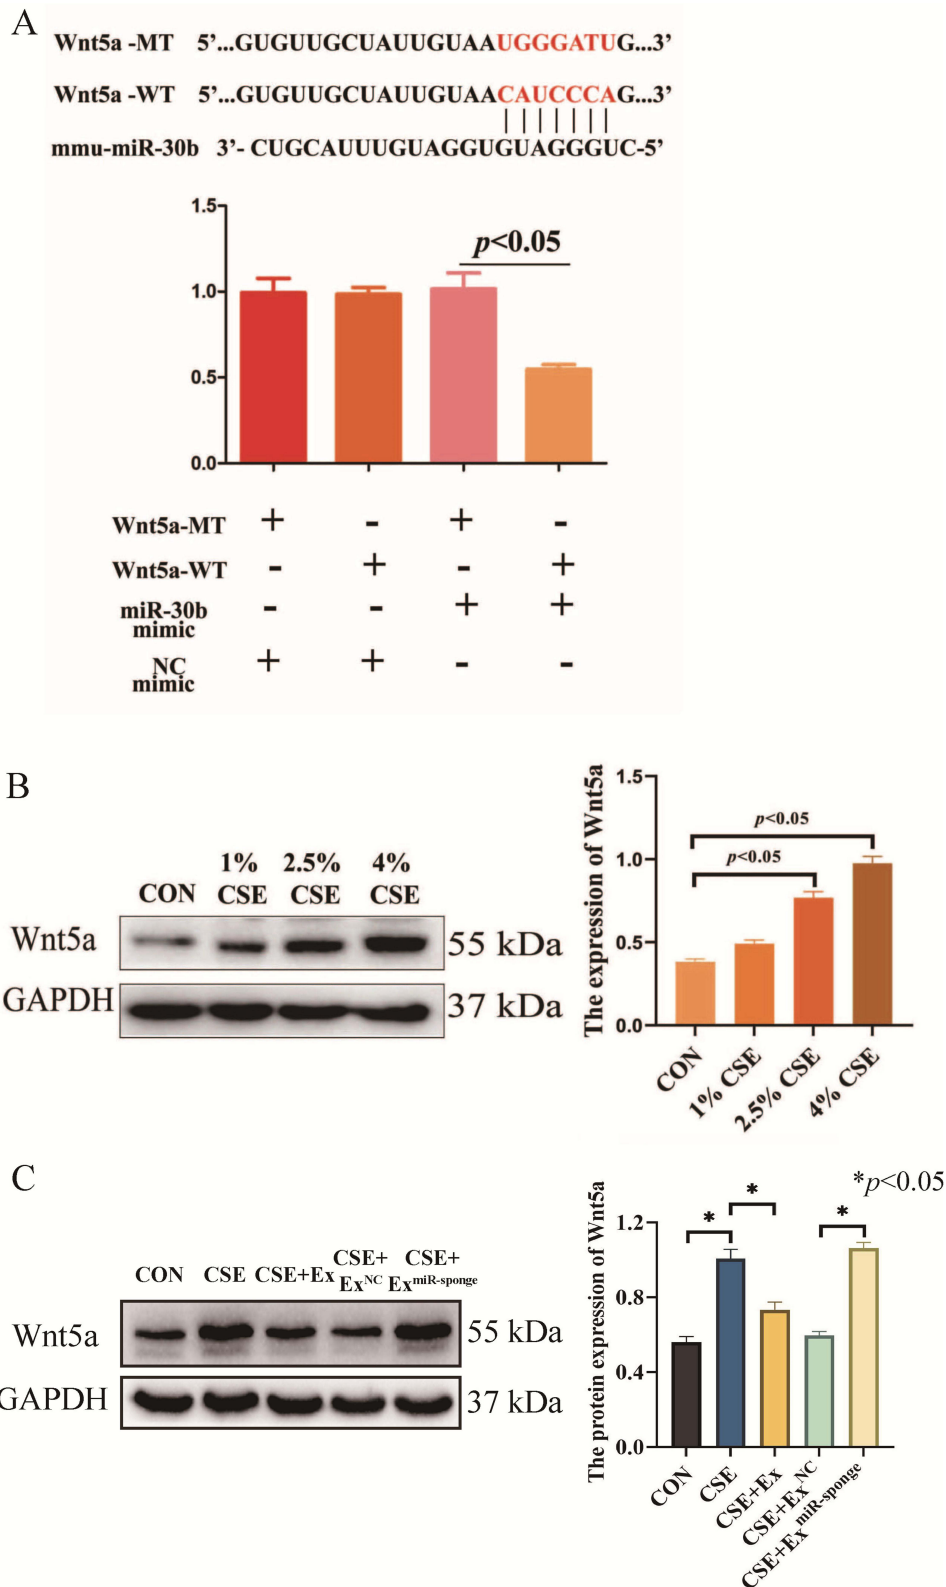 A
Wnt5a -MT 5’...GUGUUGCUAUUGUAAUGGGATUG...3’
Wnt5a -WT 5’...GUGUUGCUAUUGUAACAUCCCAG...3’
mmu-miR-30b 3’- CUGCAUUUGUAGGUGUAGGGUC-5’
1.5
p<0.05
1.0
0.5
0.0
Wnt5a-MT + - + -
Wnt5a-WT - + - +
miR-30b mimic - - + +
NC mimic + + - -
B
CON 1% CSE 2.5% CSE 4% CSE
Wnt5a 55 kDa
GAPDH 37 kDa
The expression of Wnt5a
1.5
1.0
0.5
0.0
p<0.05
p<0.05
CON
1% CSE
2.5% CSE
4% CSE
C
CON CSE CSE+Ex CSE+ExNC CSE+ExmiR-sponge
Wnt5a 55 kDa
GAPDH 37 kDa
The protein expression of Wnt5a
*p<0.05
1.2
0.8
0.4
0.0
* * *
CON
CSE
CSE+Ex
CSE+ExNC
CSE+ExmiR-sponge